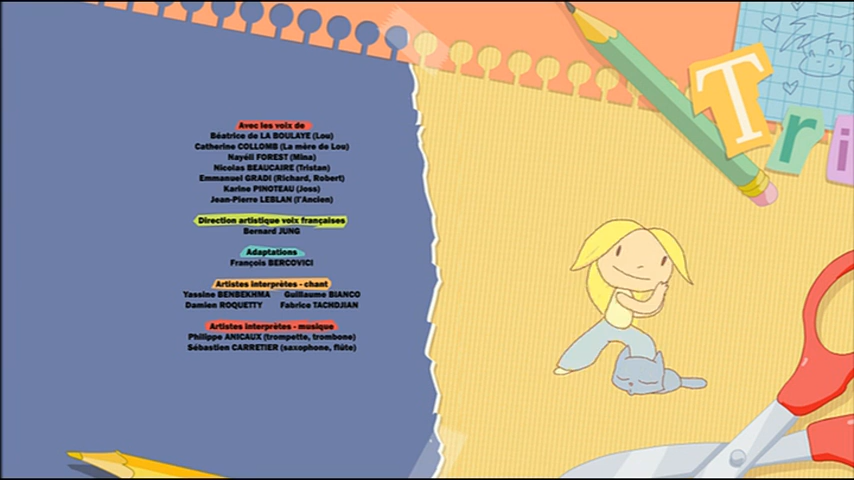 Avec les voix de
Béatrice de LA BOULAYE (Lou)
Catherine COLLOMB (La mère de Lou)
Nayéli FOREST (Mina)
Nicolas BEAUCAIRE (Tristan)
Emmanuel GRADI (Richard, Robert)
Karine PINOTEAU (Joss)
Jean-Pierre LEBLAN (l'Ancien)
Direction artistique voix françaises
Bernard JUNG
Adaptations
François BERCOVICI
Artistes interprètes - chant
Yassine BENBEKHMA Guillaume BIANCO
Damien ROQUETTY Fabrice TACHDJIAN
Artistes interprètes - musique
Philippe ANICAUX (trompette, trombone)
Sébastien CARRETIER (saxophone, flûte)
Tri